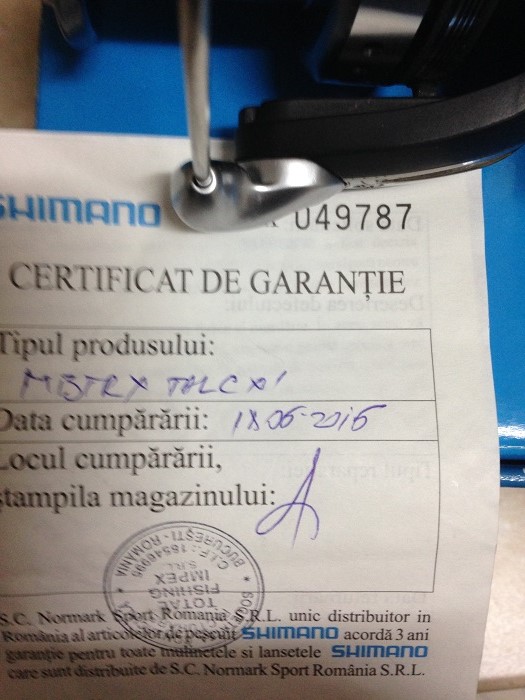 SHIMANO
049787
CERTIFICAT DE GARANȚIE
Tipul produsului:
Data cumpărării: 18 06-2016
Locul cumpărării,
ștampila magazinului:
C.I.F.: 16546995
BUCUREȘTI - ROMÂNIA
TOTAL
FISHING
IMPEX
S.R.L.
S.C. Normark Sport Romania S.R.L. unic distribuitor in
România al articolelor de pescuit SHIMANO acordă 3 ani
garanție pentru toate mulinetele si lansetele SHIMANO
care sunt distribuite de S.C. Normark Sport România S.R.L.